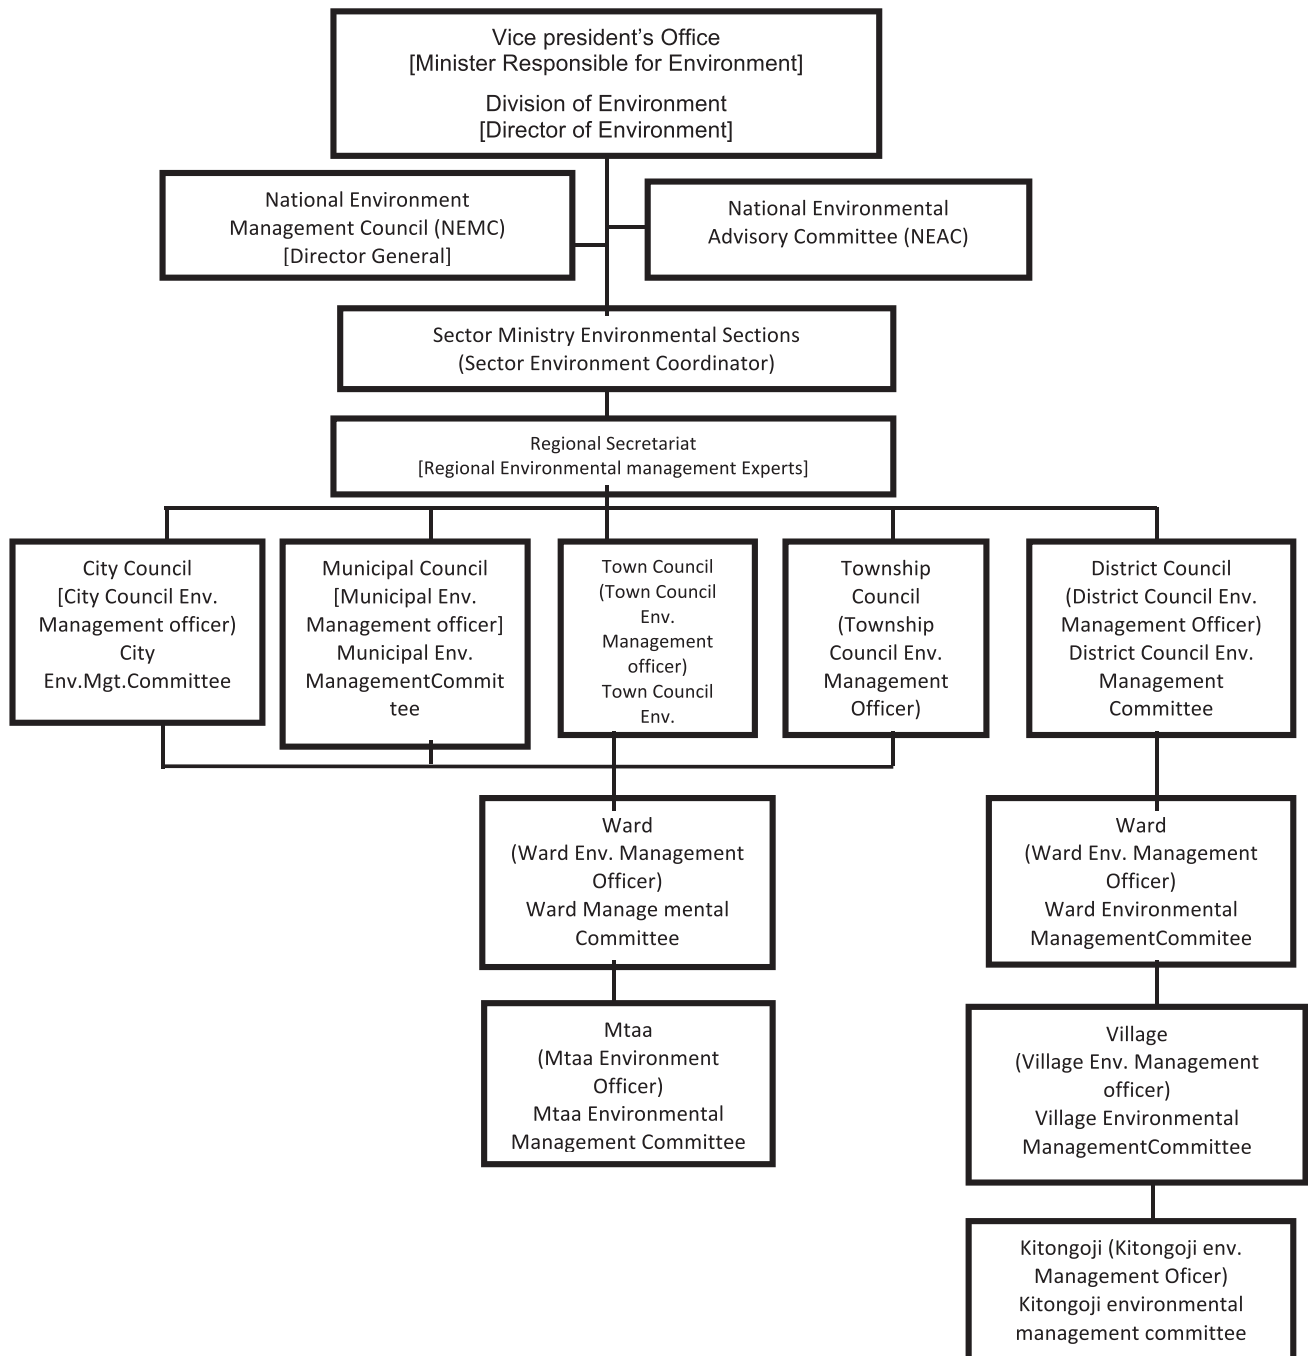 Vice president's Office
[Minister Responsible for Environment]
Division of Environment
[Director of Environment]
National Environment
Management Council (NEMC)
[Director General]
National Environmental
Advisory Committee (NEAC)
Sector Ministry Environmental Sections
(Sector Environment Coordinator)
Regional Secretariat
[Regional Environmental management Experts]
City Council
[City Council Env.
Management officer)
City
Env.Mgt.Committee
Municipal Council
[Municipal Env.
Management officer]
Municipal Env.
ManagementCommit
tee
Town Council
(Town Council
Env.
Management
officer)
Town Council
Env.
Township
Council
(Township
Council Env.
Management
Officer)
District Council
(District Council Env.
Management Officer)
District Council Env.
Management
Committee
Ward
(Ward Env. Management
Officer)
Ward Manage mental
Committee
Ward
(Ward Env. Management
Officer)
Ward Environmental
ManagementCommitee
Mtaa
(Mtaa Environment
Officer)
Mtaa Environmental
Management Committee
Village
(Village Env. Management
officer)
Village Environmental
ManagementCommittee
Kitongoji (Kitongoji env.
Management Oficer)
Kitongoji environmental
management committee